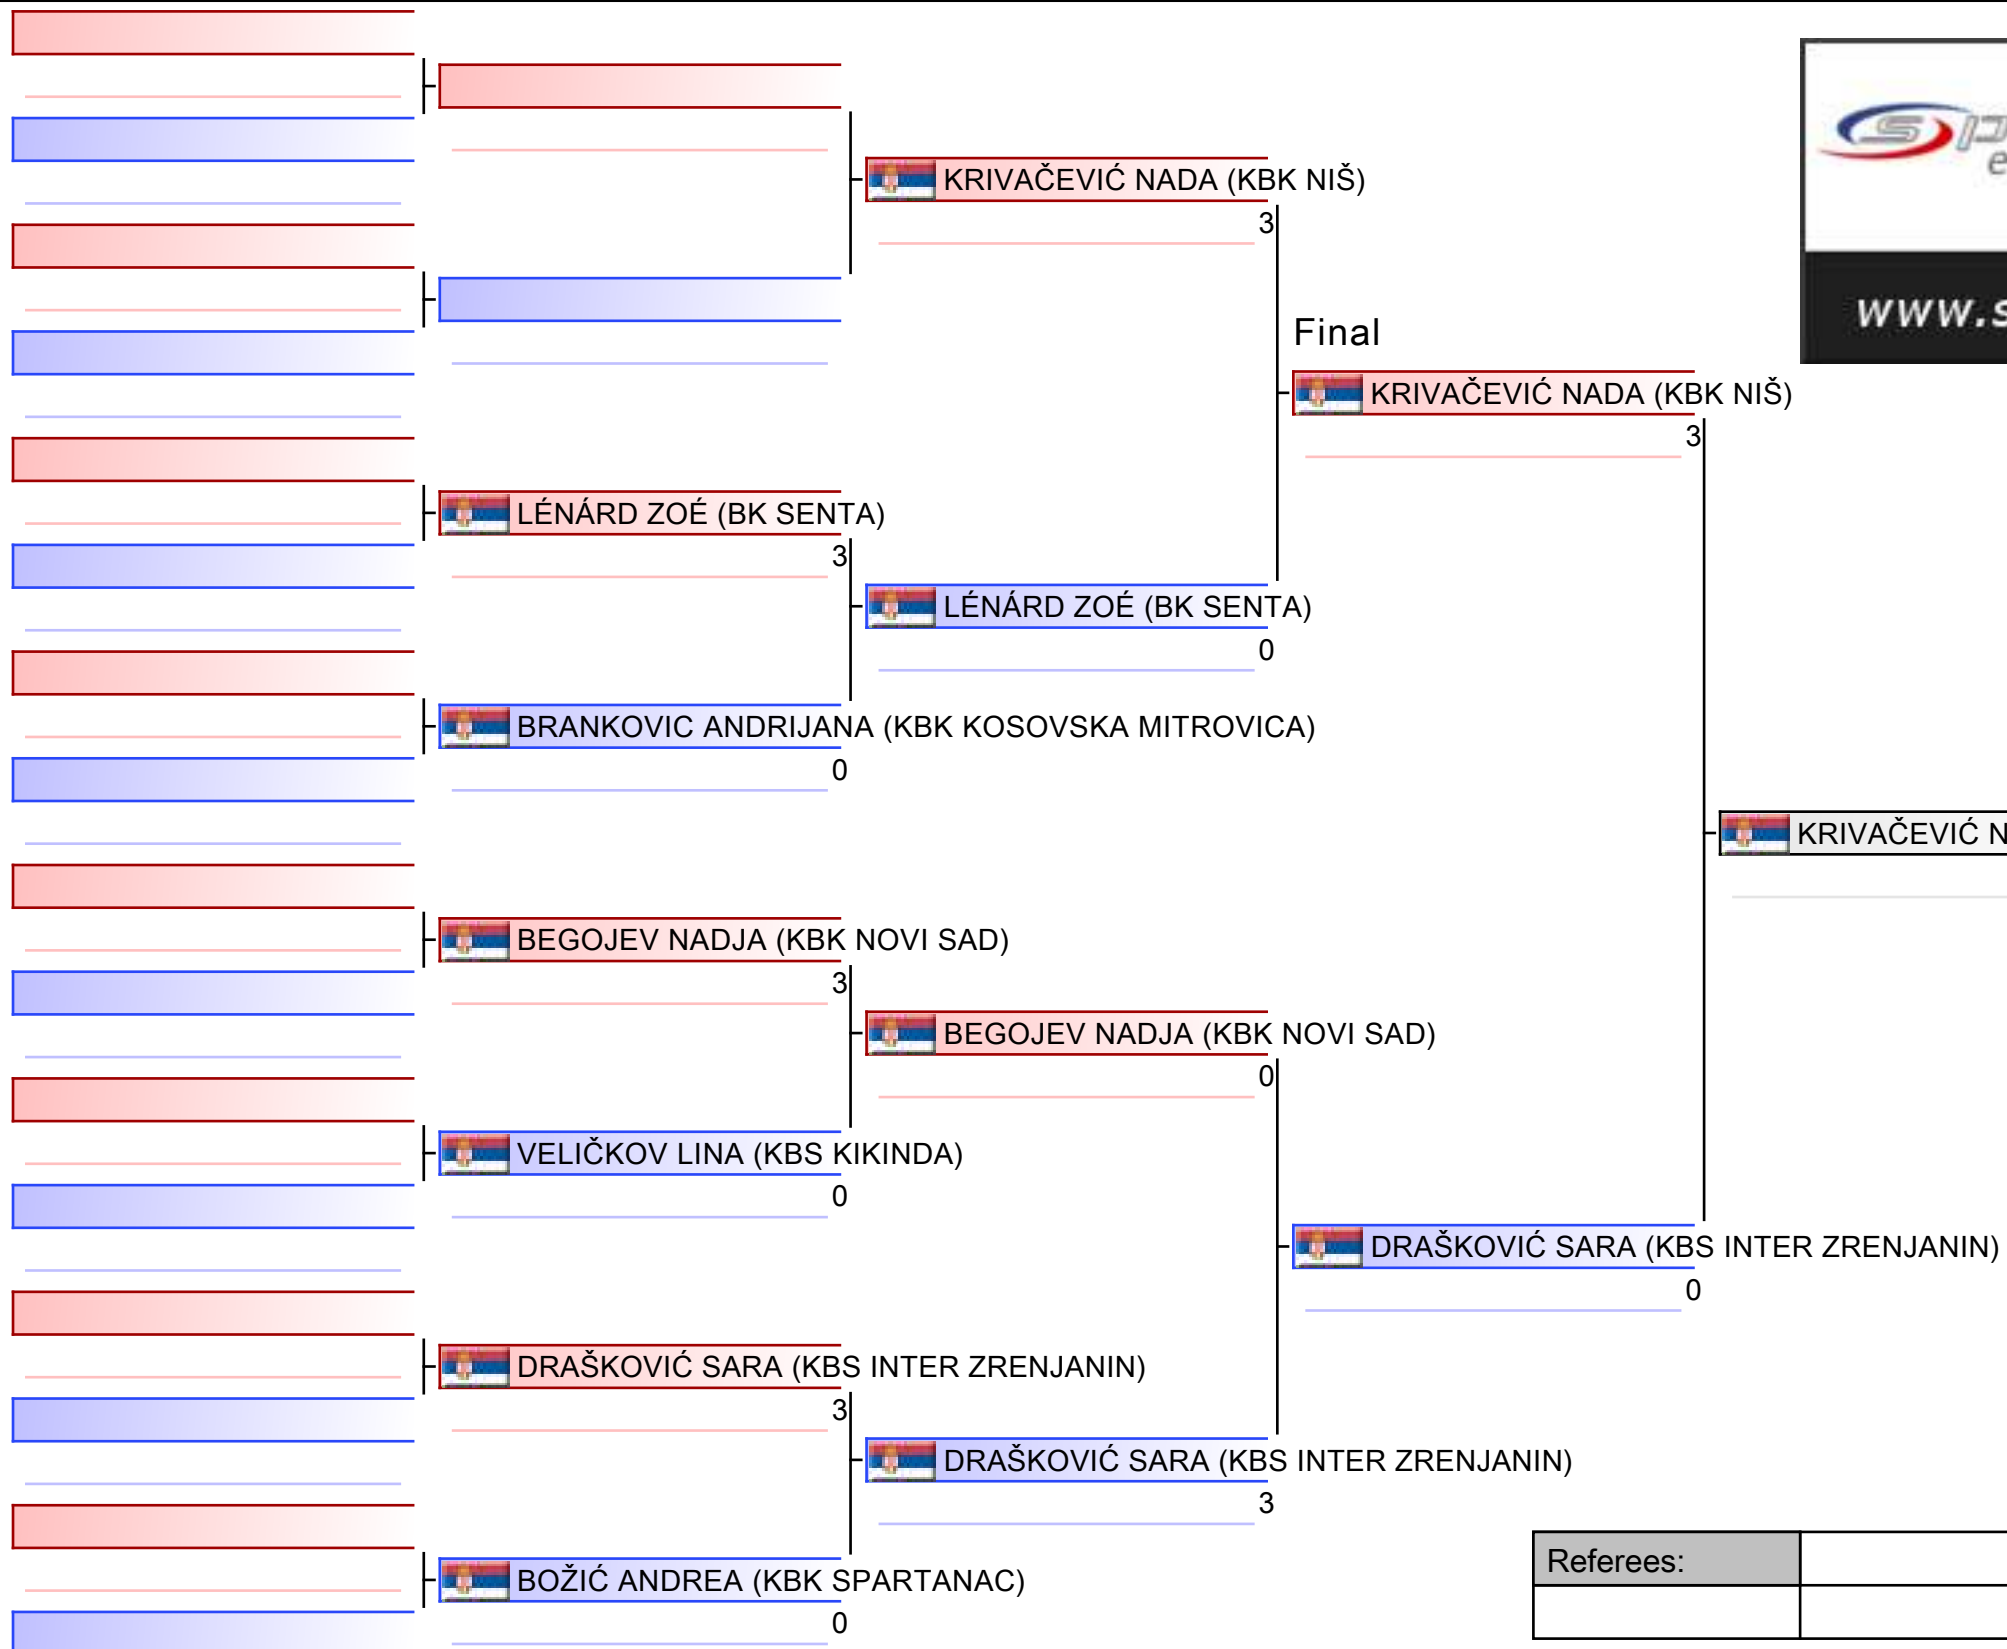 KRIVAČEVIĆ NADA (KBK NIŠ)
3
Final
KRIVAČEVIĆ NADA (KBK NIŠ)
3
LÉNÁRD ZOÉ (BK SENTA)
3
LÉNÁRD ZOÉ (BK SENTA)
0
BRANKOVIC ANDRIJANA (KBK KOSOVSKA MITROVICA)
0
KRIVAČEVIĆ N
BEGOJEV NADJA (KBK NOVI SAD)
3
BEGOJEV NADJA (KBK NOVI SAD)
0
VELIČKOV LINA (KBS KIKINDA)
0
DRAŠKOVIĆ SARA (KBS INTER ZRENJANIN)
0
DRAŠKOVIĆ SARA (KBS INTER ZRENJANIN)
3
DRAŠKOVIĆ SARA (KBS INTER ZRENJANIN)
3
BOŽIĆ ANDREA (KBK SPARTANAC)
0
Referees:
www.s